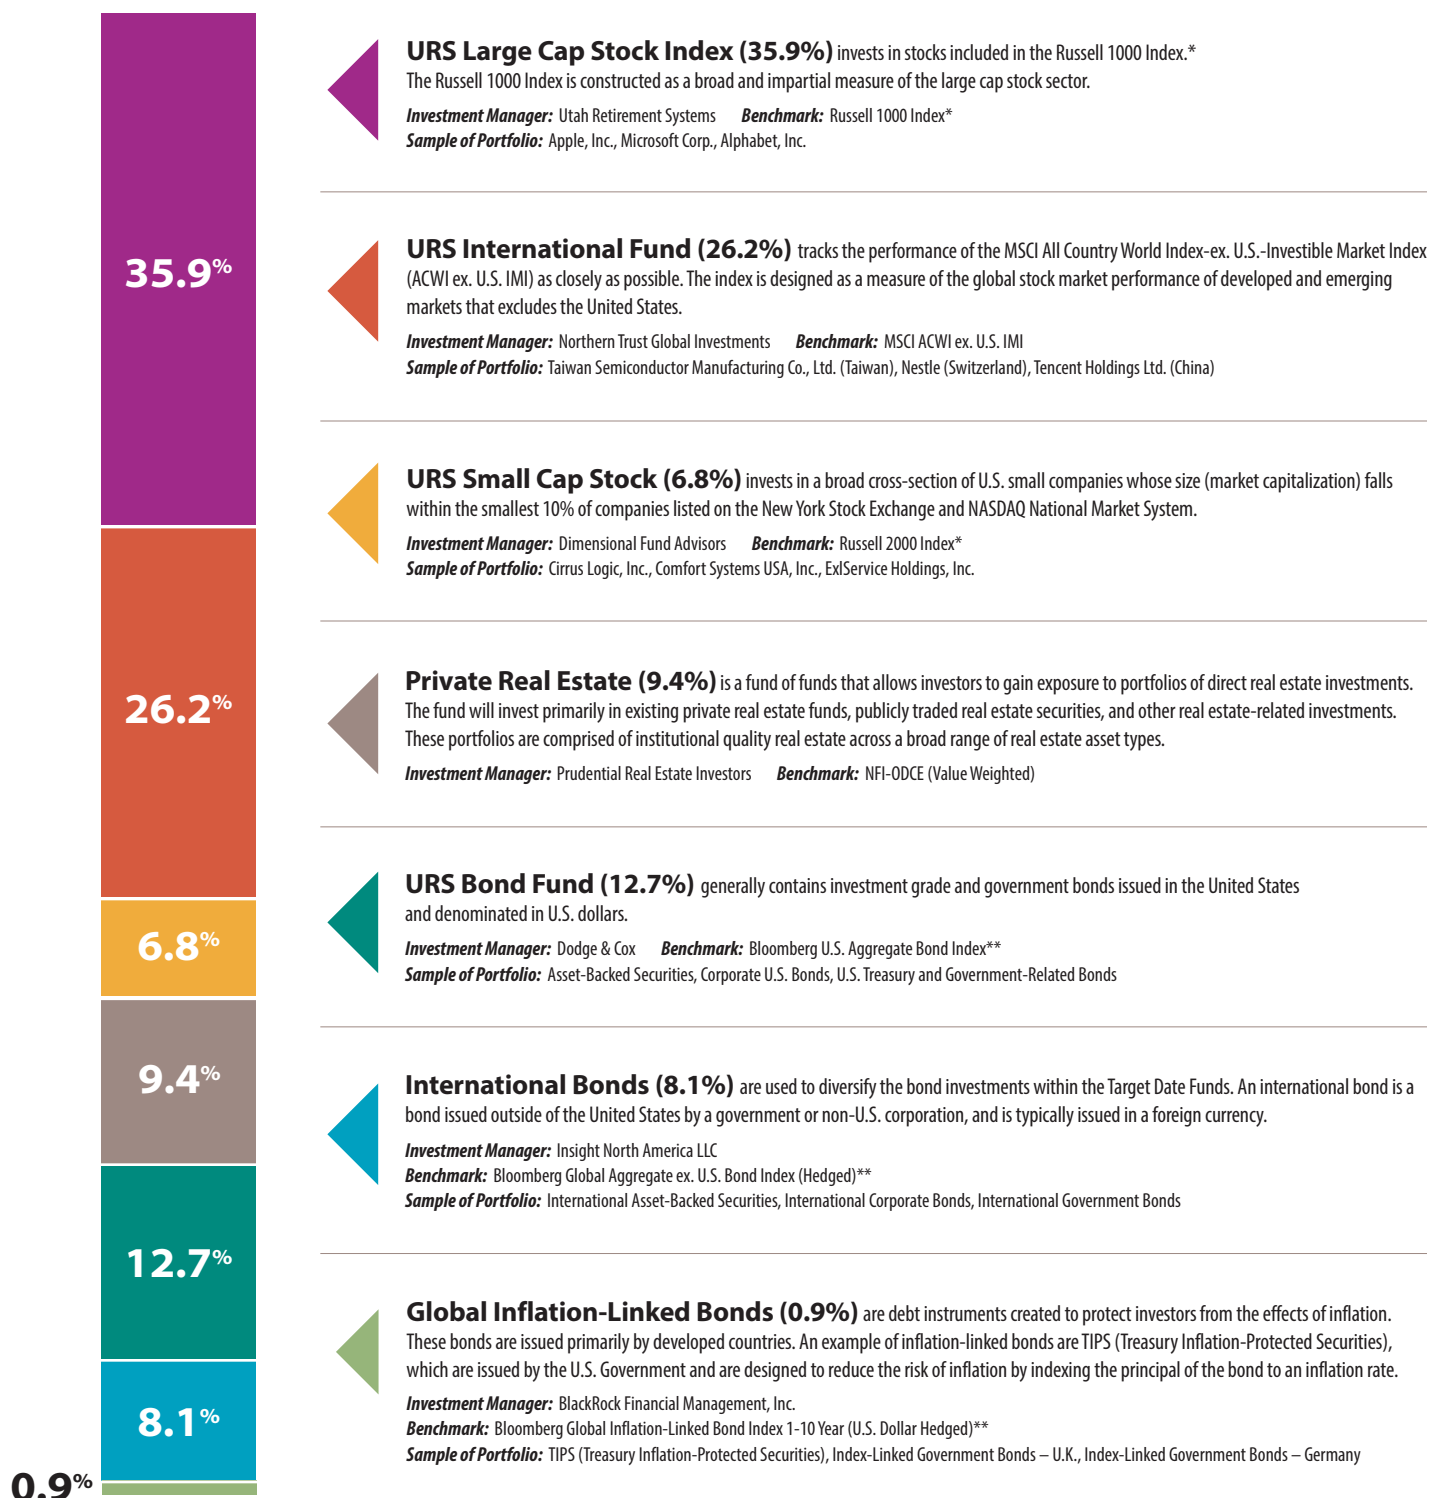 35.9%
26.2%
6.8%
9.4%
12.7%
8.1%
0.9%
URS Large Cap Stock Index (35.9%) invests in stocks included in the Russell 1000 Index.*
The Russell 1000 Index is constructed as a broad and impartial measure of the large cap stock sector.
Investment Manager: Utah Retirement Systems Benchmark: Russell 1000 Index*
Sample of Portfolio: Apple, Inc., Microsoft Corp., Alphabet, Inc.
URS International Fund (26.2%) tracks the performance of the MSCI All Country World Index-ex. U.S.-Investible Market Index
(ACWI ex. U.S. IMI) as closely as possible. The index is designed as a measure of the global stock market performance of developed and emerging
markets that excludes the United States.
Investment Manager: Northern Trust Global Investments Benchmark: MSCI ACWI ex. U.S. IMI
Sample of Portfolio: Taiwan Semiconductor Manufacturing Co., Ltd. (Taiwan), Nestle (Switzerland), Tencent Holdings Ltd. (China)
URS Small Cap Stock (6.8%) invests in a broad cross-section of U.S. small companies whose size (market capitalization) falls
within the smallest 10% of companies listed on the New York Stock Exchange and NASDAQ National Market System.
Investment Manager: Dimensional Fund Advisors Benchmark: Russell 2000 Index*
Sample of Portfolio: Cirrus Logic, Inc., Comfort Systems USA, Inc., ExlService Holdings, Inc.
Private Real Estate (9.4%) is a fund of funds that allows investors to gain exposure to portfolios of direct real estate investments.
The fund will invest primarily in existing private real estate funds, publicly traded real estate securities, and other real estate-related investments.
These portfolios are comprised of institutional quality real estate across a broad range of real estate asset types.
Investment Manager: Prudential Real Estate Investors Benchmark: NFI-ODCE (Value Weighted)
URS Bond Fund (12.7%) generally contains investment grade and government bonds issued in the United States
and denominated in U.S. dollars.
Investment Manager: Dodge & Cox Benchmark: Bloomberg U.S. Aggregate Bond Index**
Sample of Portfolio: Asset-Backed Securities, Corporate U.S. Bonds, U.S. Treasury and Government-Related Bonds
International Bonds (8.1%) are used to diversify the bond investments within the Target Date Funds. An international bond is a
bond issued outside of the United States by a government or non-U.S. corporation, and is typically issued in a foreign currency.
Investment Manager: Insight North America LLC
Benchmark: Bloomberg Global Aggregate ex. U.S. Bond Index (Hedged)**
Sample of Portfolio: International Asset-Backed Securities, International Corporate Bonds, International Government Bonds
Global Inflation-Linked Bonds (0.9%) are debt instruments created to protect investors from the effects of inflation.
These bonds are issued primarily by developed countries. An example of inflation-linked bonds are TIPS (Treasury Inflation-Protected Securities),
which are issued by the U.S. Government and are designed to reduce the risk of inflation by indexing the principal of the bond to an inflation rate.
Investment Manager: BlackRock Financial Management, Inc.
Benchmark: Bloomberg Global Inflation-Linked Bond Index 1-10 Year (U.S. Dollar Hedged)**
Sample of Portfolio: TIPS (Treasury Inflation-Protected Securities), Index-Linked Government Bonds – U.K., Index-Linked Government Bonds – Germany